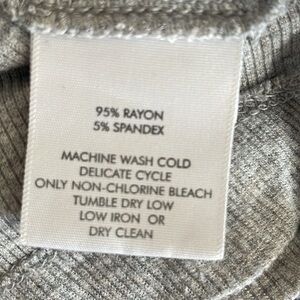 95% RAYON
5% SPANDEX
MACHINE WASH COLD
DELICATE CYCLE
ONLY NON-CHLORINE BLEACH
TUMBLE DRY LOW
LOW IRON OR
DRY CLEAN